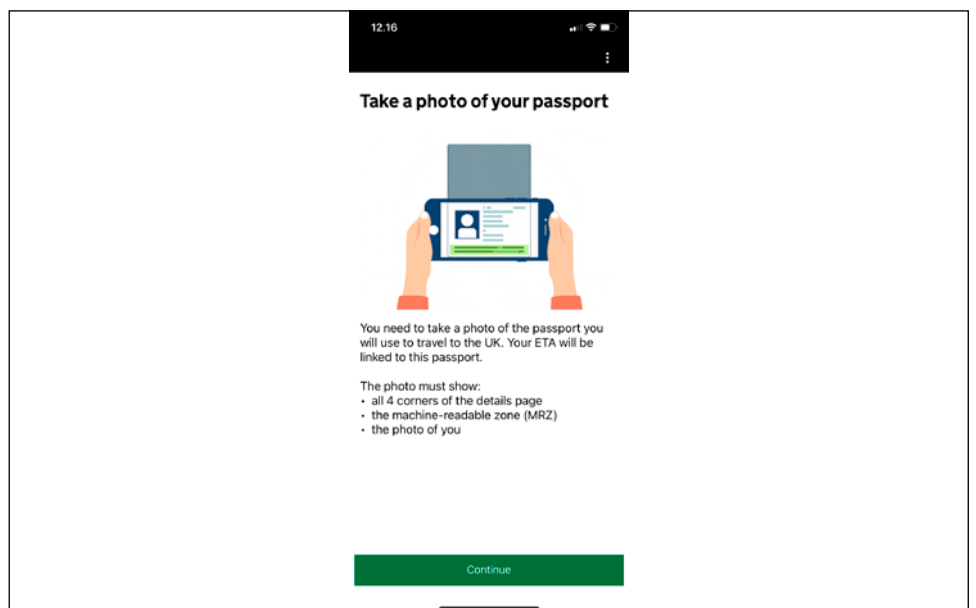 12.16
Take a photo of your passport
You need to take a photo of the passport you
will use to travel to the UK. Your ETA will be
linked to this passport.
The photo must show:
• all 4 corners of the details page
• the machine-readable zone (MRZ)
• the photo of you
Continue